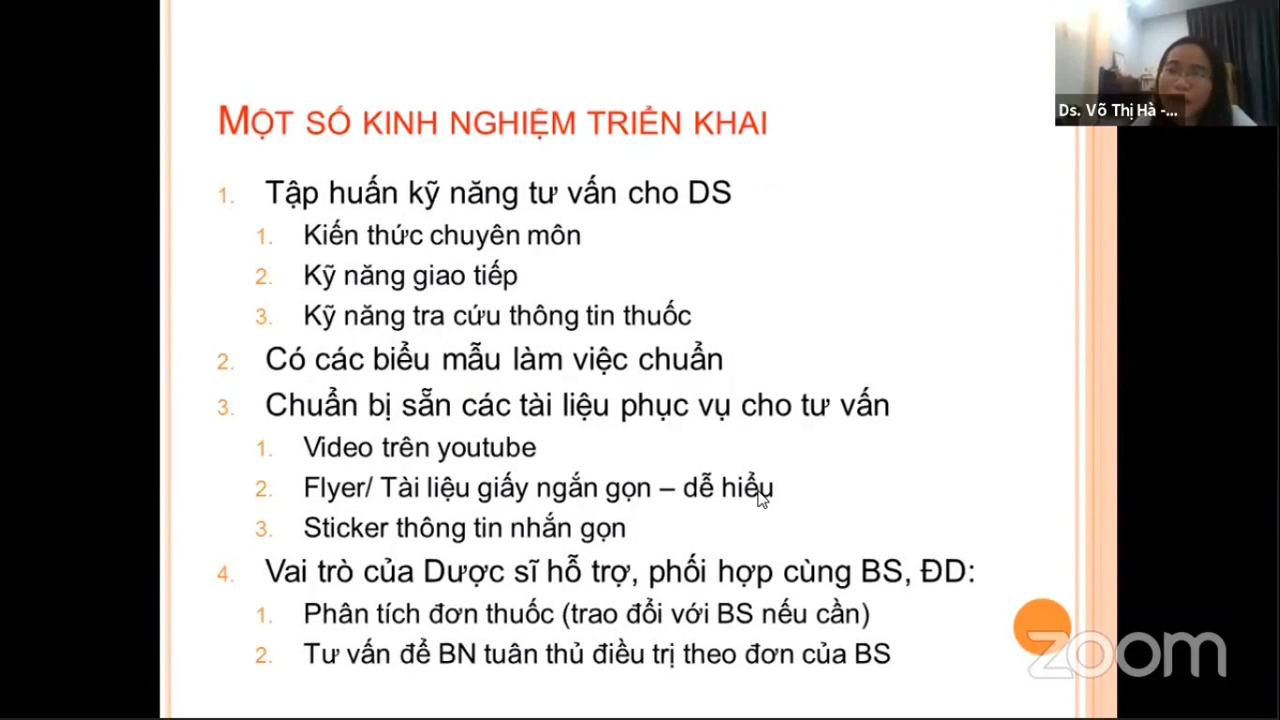 Ds. Võ Thị Hà -...
MỘT SỐ KINH NGHIỆM TRIỂN KHAI
1. Tập huấn kỹ năng tư vấn cho DS
1. Kiến thức chuyên môn
2. Kỹ năng giao tiếp
3. Kỹ năng tra cứu thông tin thuốc
2. Có các biểu mẫu làm việc chuẩn
3. Chuẩn bị sẵn các tài liệu phục vụ cho tư vấn
1. Video trên youtube
2. Flyer/ Tài liệu giấy ngắn gọn – dễ hiểu
3. Sticker thông tin nhắn gọn
4. Vai trò của Dược sĩ hỗ trợ, phối hợp cùng BS, ĐD:
1. Phân tích đơn thuốc (trao đổi với BS nếu cần)
2. Tư vấn để BN tuân thủ điều trị theo đơn của BS
zoom